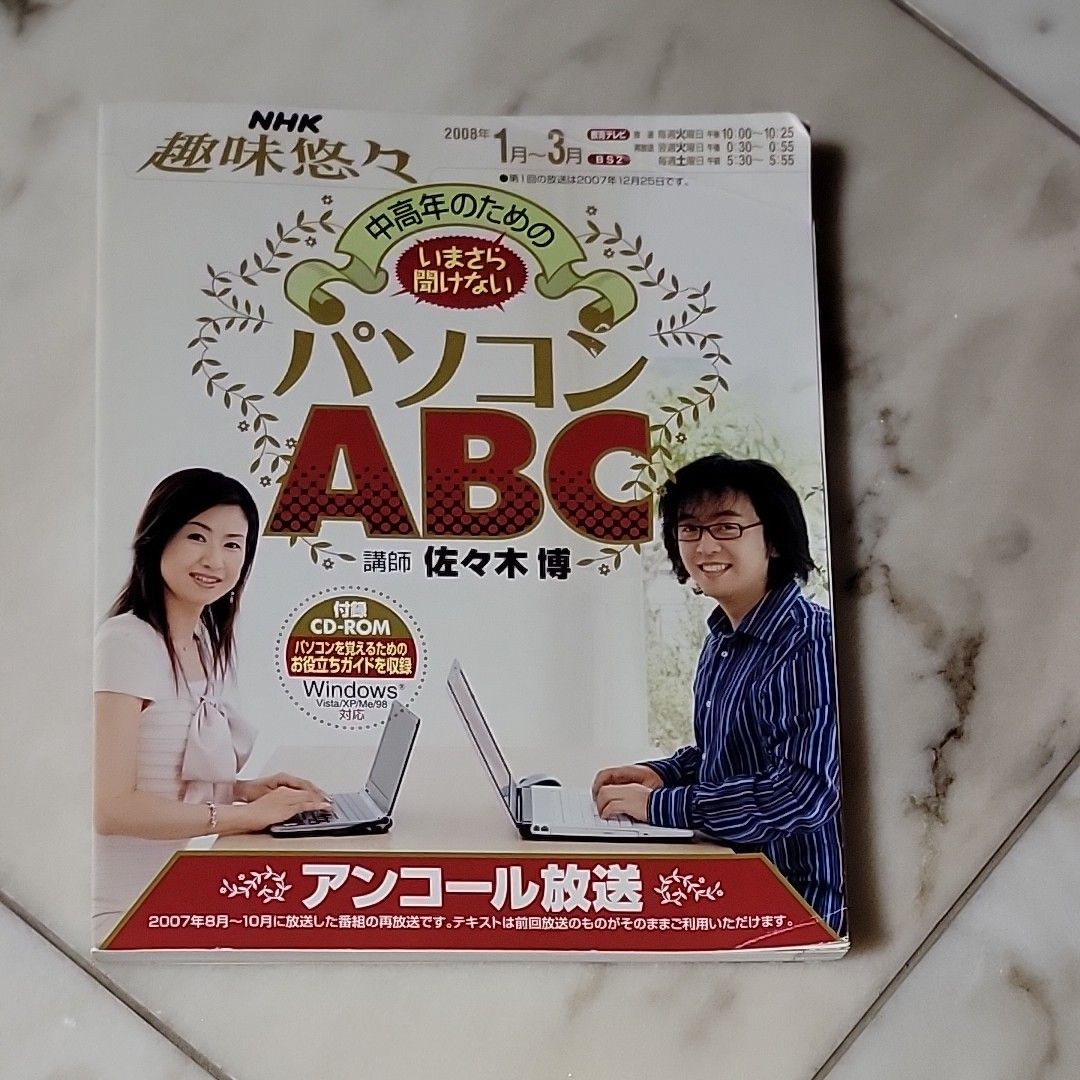 NHK
趣味悠々
2008年 1月～3月
教育テレビ 放送 毎週火曜日 午後 10:00～10:25
再放送 翌週火曜日 午後 0:30～0:55
BS2 毎週土曜日 午前 5:30～5:55
●第1回の放送は2007年12月25日です。
中高年のための
いまさら
聞けない
パソコン
ABC
講師 佐々木 博
付録
CD-ROM
パソコンを覚えるための
お役立ちガイドを収録
Windows®
Vista/XP/Me/98
対応
アンコール放送
2007年8月～10月に放送した番組の再放送です。テキストは前回放送のものがそのままご利用いただけます。